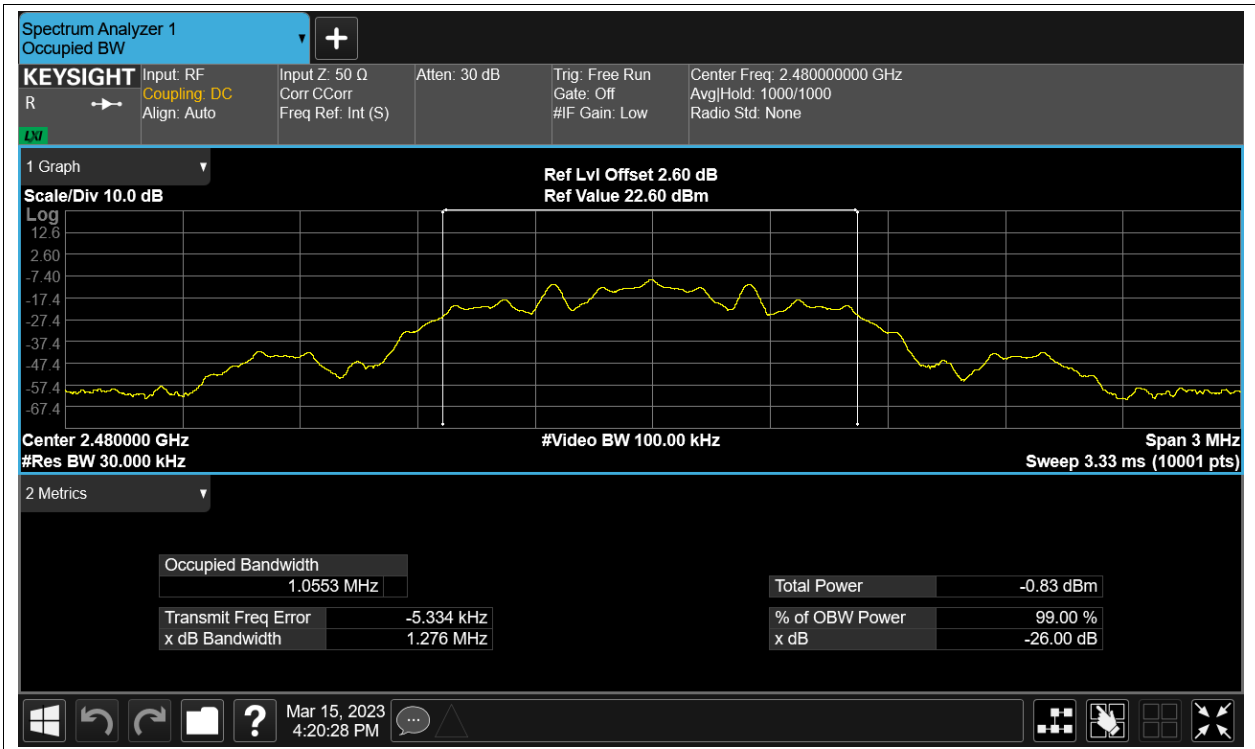 Spectrum Analyzer 1
Occupied BW
KEYSIGHT
R
LXI
Input: RF
Coupling: DC
Align: Auto
Input Z: 50 Ω
Corr CCorr
Freq Ref: Int (S)
Atten: 30 dB
Trig: Free Run
Gate: Off
#IF Gain: Low
Center Freq: 2.480000000 GHz
Avg|Hold: 1000/1000
Radio Std: None
1 Graph
Scale/Div 10.0 dB
Ref Lvl Offset 2.60 dB
Ref Value 22.60 dBm
Log
12.6
2.60
-7.40
-17.4
-27.4
-37.4
-47.4
-57.4
-67.4
Center 2.480000 GHz
#Res BW 30.000 kHz
#Video BW 100.00 kHz
Span 3 MHz
Sweep 3.33 ms (10001 pts)
2 Metrics
Occupied Bandwidth
1.0553 MHz
Transmit Freq Error -5.334 kHz
x dB Bandwidth 1.276 MHz
Total Power -0.83 dBm
% of OBW Power 99.00 %
x dB -26.00 dB
?
Mar 15, 2023
4:20:28 PM